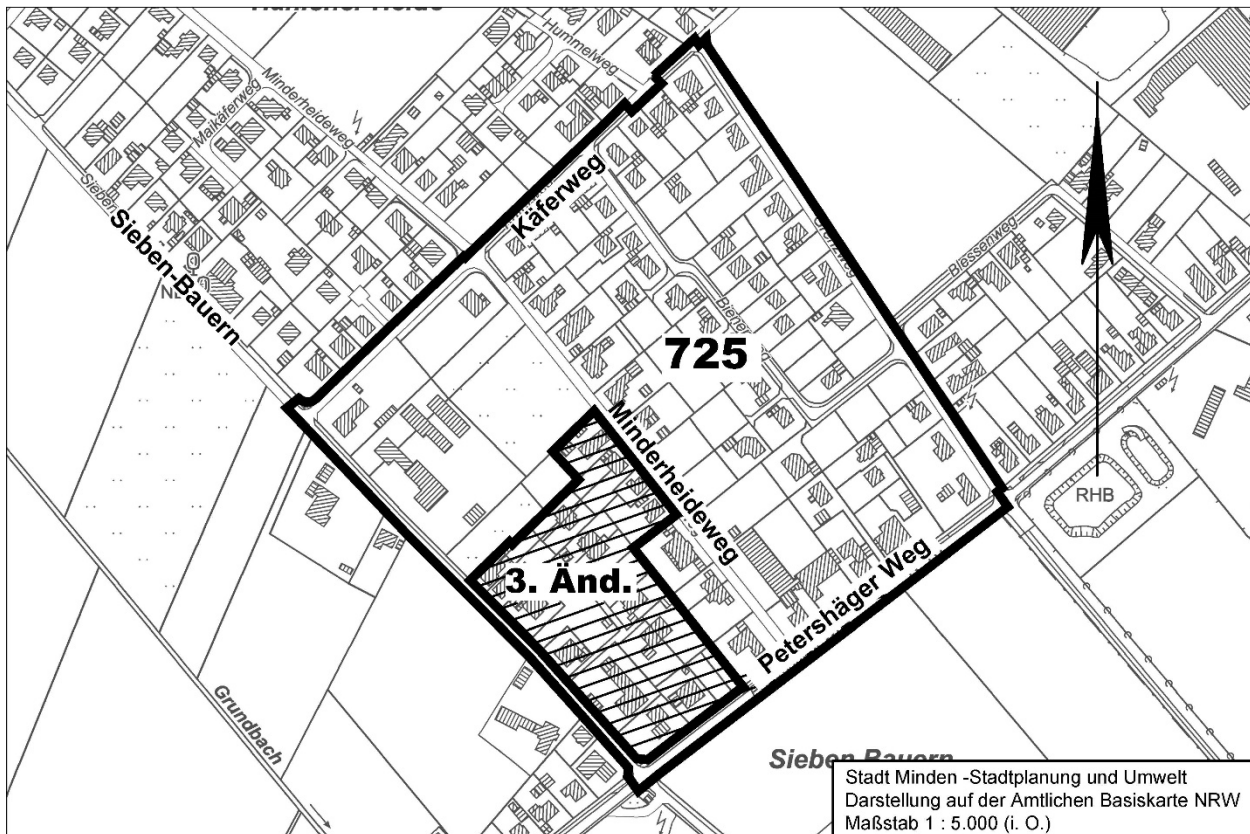 Hummelweg
Minderheideweg
Maikäferweg
Käferweg
Sieben-Bauern
Biessenweg
725
Minderheideweg
RHB
3. Änd.
Petershäger Weg
Grundbach
Sieben Bauern
Stadt Minden -Stadtplanung und Umwelt
Darstellung auf der Amtlichen Basiskarte NRW
Maßstab 1 : 5.000 (i. O.)